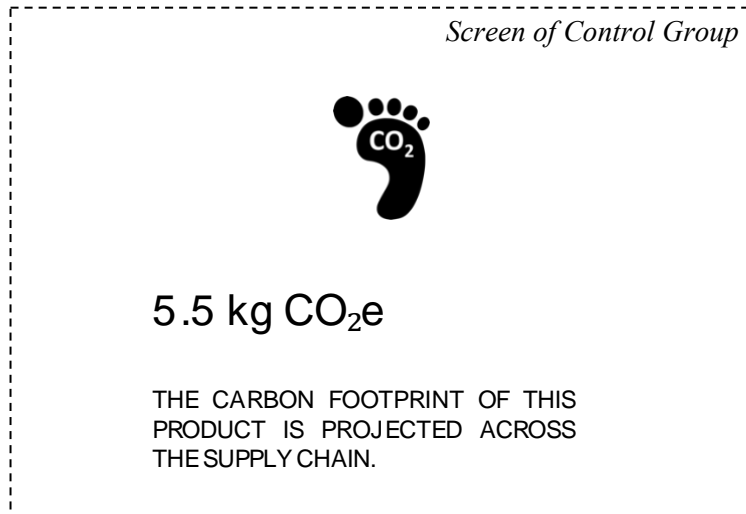 Screen of Control Group
CO₂
5.5 kg CO₂e
THE CARBON FOOTPRINT OF THIS
PRODUCT IS PROJECTED ACROSS
THE SUPPLY CHAIN.